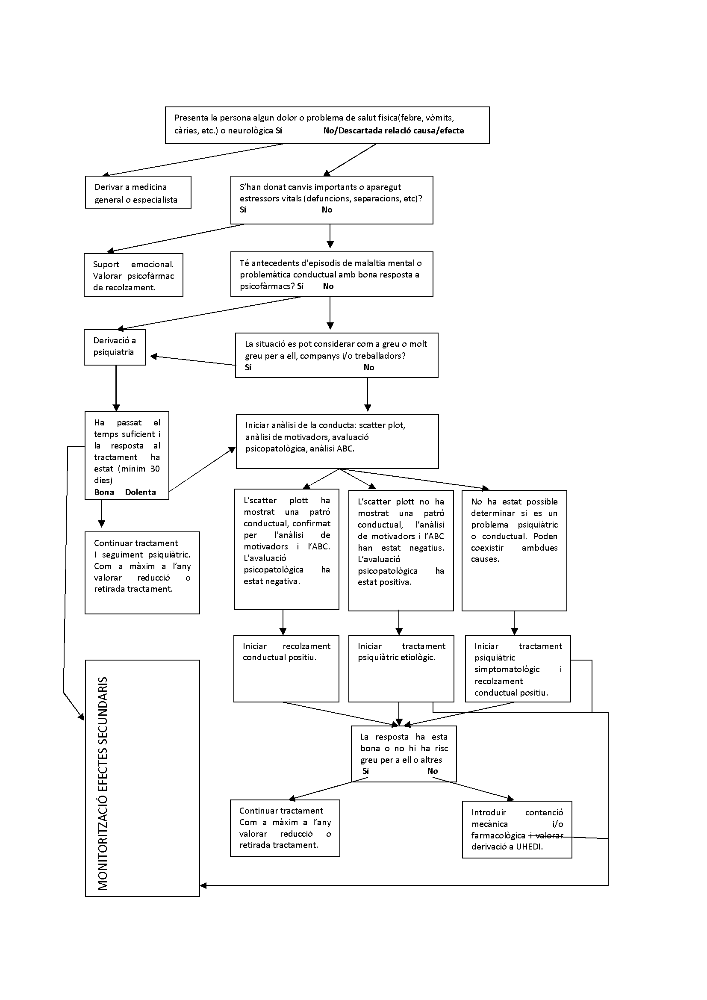 Presenta la persona algun dolor o problema de salut física(febre, vòmits,
càries, etc.) o neurològica Sí No/Descartada relació causa/efecte
Derivar a medicina
general o especialista
S'han donat canvis importants o aparegut
estressors vitals (defuncions, separacions, etc)?
Sí No
Suport emocional.
Valorar psicofàrmac
de recolzament.
Té antecedents d'episodis de malaltia mental o
problemàtica conductual amb bona resposta a
psicofàrmacs? Sí No
Derivació a
psiquiatria
La situació es pot considerar com a greu o molt
greu per a ell, companys i/o treballadors?
Sí No
Ha passat el
temps suficient i
la resposta al
tractament ha
estat (mínim 30
dies)
Bona Dolenta
Iniciar anàlisi de la conducta: scatter plot,
anàlisi de motivadors, avaluació
psicopatològica, anàlisi ABC.
Continuar tractament
I seguiment psiquiàtric.
Com a màxim a l'any
valorar reducció o
retirada tractament.
L'scatter plott ha
mostrat una patró
conductual, confirmat
per l'anàlisi de
motivadors i l'ABC.
L'avaluació
psicopatològica ha
estat negativa.
L'scatter plott no ha
mostrat una patró
conductual, l'anàlisi
de motivadors i l'ABC
han estat negatius.
L'avaluació
psicopatològica ha
estat positiva.
No ha estat possible
determinar si es un
problema psiquiàtric
o conductual. Poden
coexistir ambdues
causes.
Iniciar recolzament
conductual positiu.
Iniciar tractament
psiquiàtric etiològic.
Iniciar tractament
psiquiàtric
simptomatològic i
recolzament
conductual positiu.
MONITORITZACIÓ EFECTES SECUNDARIS
La resposta ha esta
bona o no hi ha risc
greu per a ell o altres
Sí No
Continuar tractament
Com a màxim a l'any
valorar reducció o
retirada tractament.
Introduir contenció
mecànica i/o
farmacològica i valorar
derivació a UHEDI.